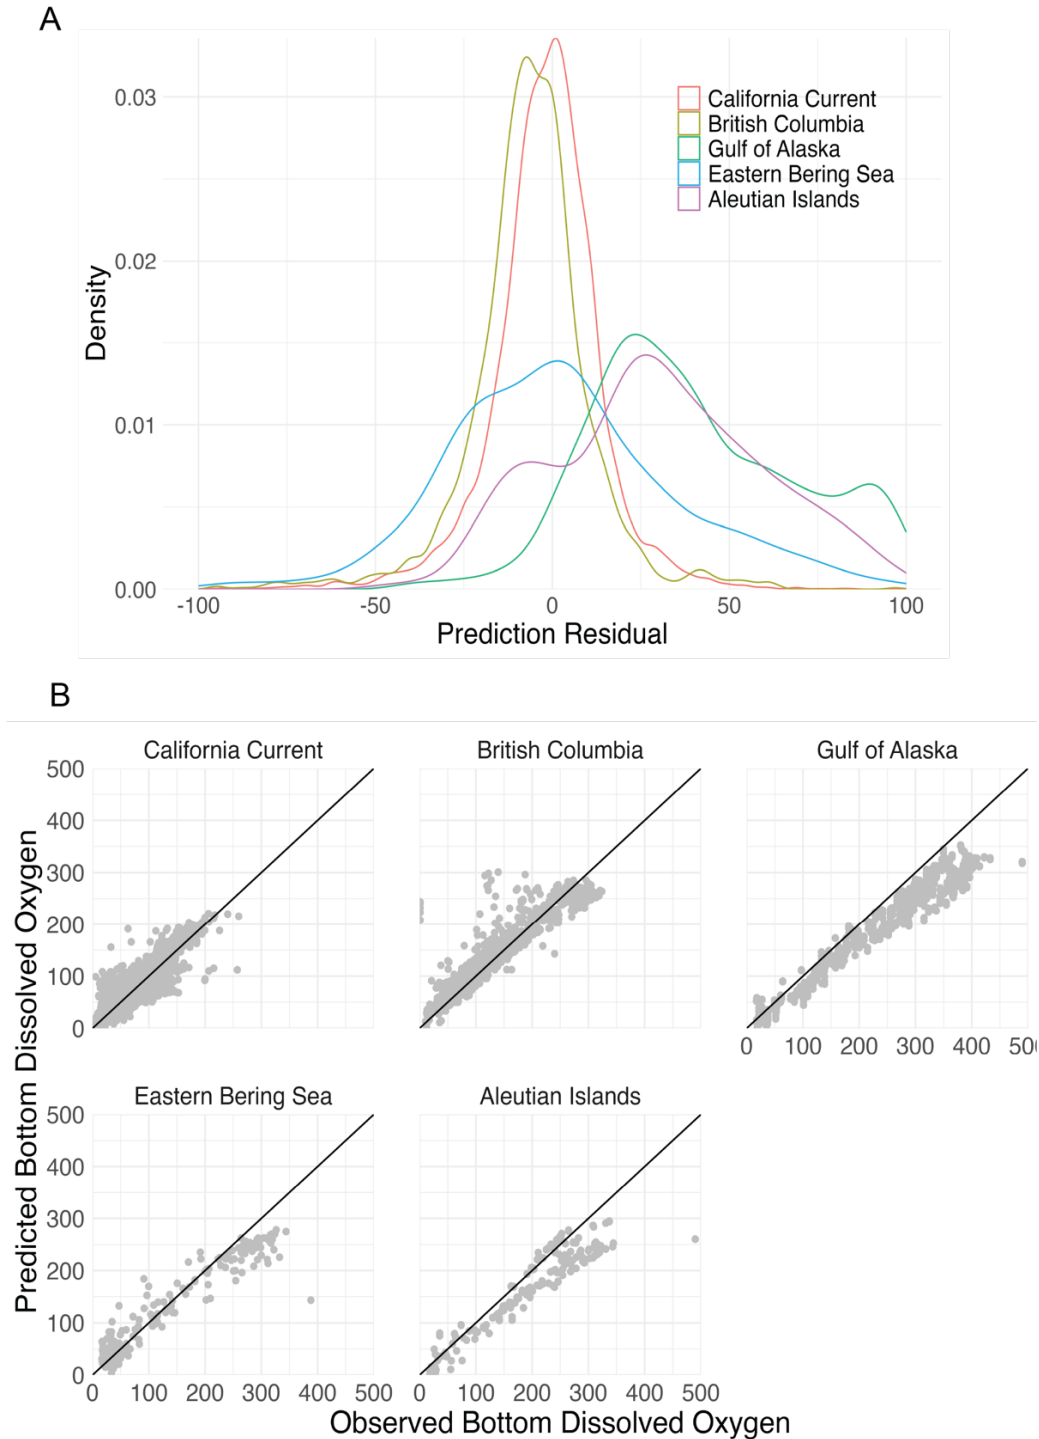 A
0.03
0.02
0.01
0.00
Density
California Current
British Columbia
Gulf of Alaska
Eastern Bering Sea
Aleutian Islands
-100 -50 0 50 100
Prediction Residual
B
Predicted Bottom Dissolved Oxygen
California Current British Columbia Gulf of Alaska
500
400
300
200
100
0
0 100 200 300 400 500
Eastern Bering Sea Aleutian Islands
500
400
300
200
100
0
0 100 200 300 400 500 0 100 200 300 400 500
Observed Bottom Dissolved Oxygen